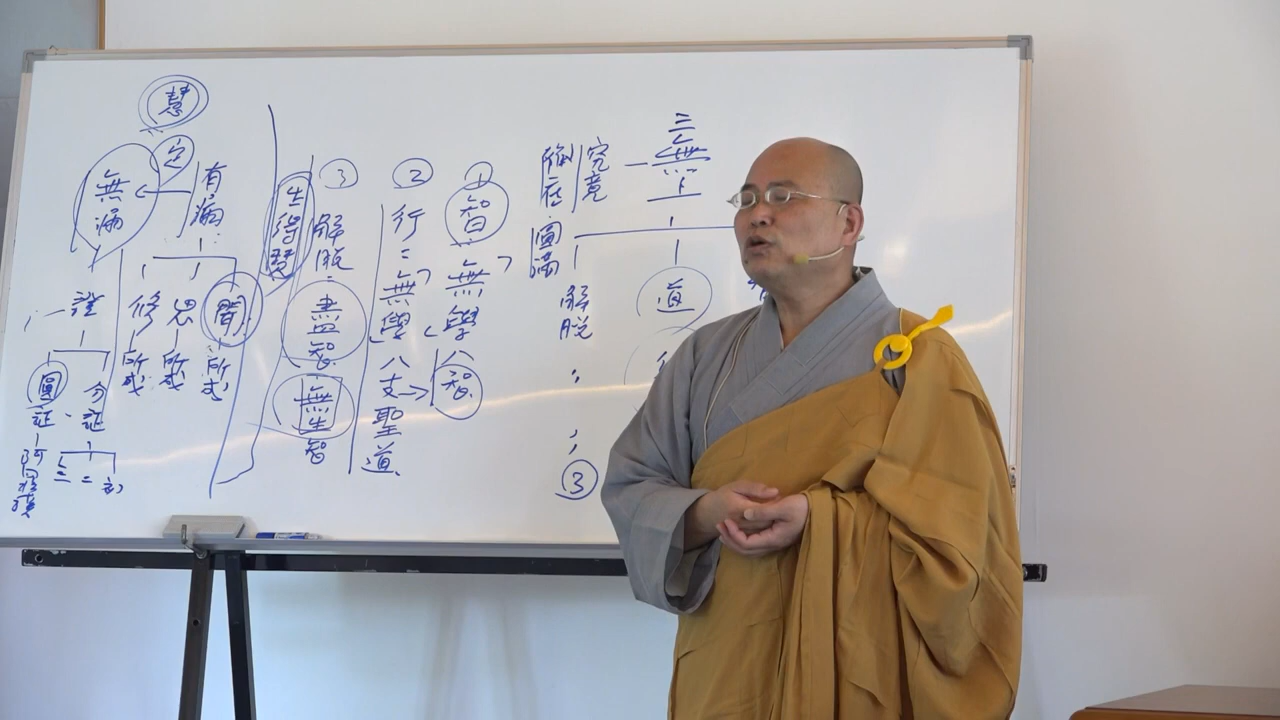 三
無
上
究竟
圓滿
道
解脫
③
①
智:
無學
八智
②
行:
無學
八支聖道
③
解脫:
盡智
無生智
生得慧
慧
定
有漏
無漏
聞所成
思所成
修所成
證
分証
圓証
三二初
阿羅漢